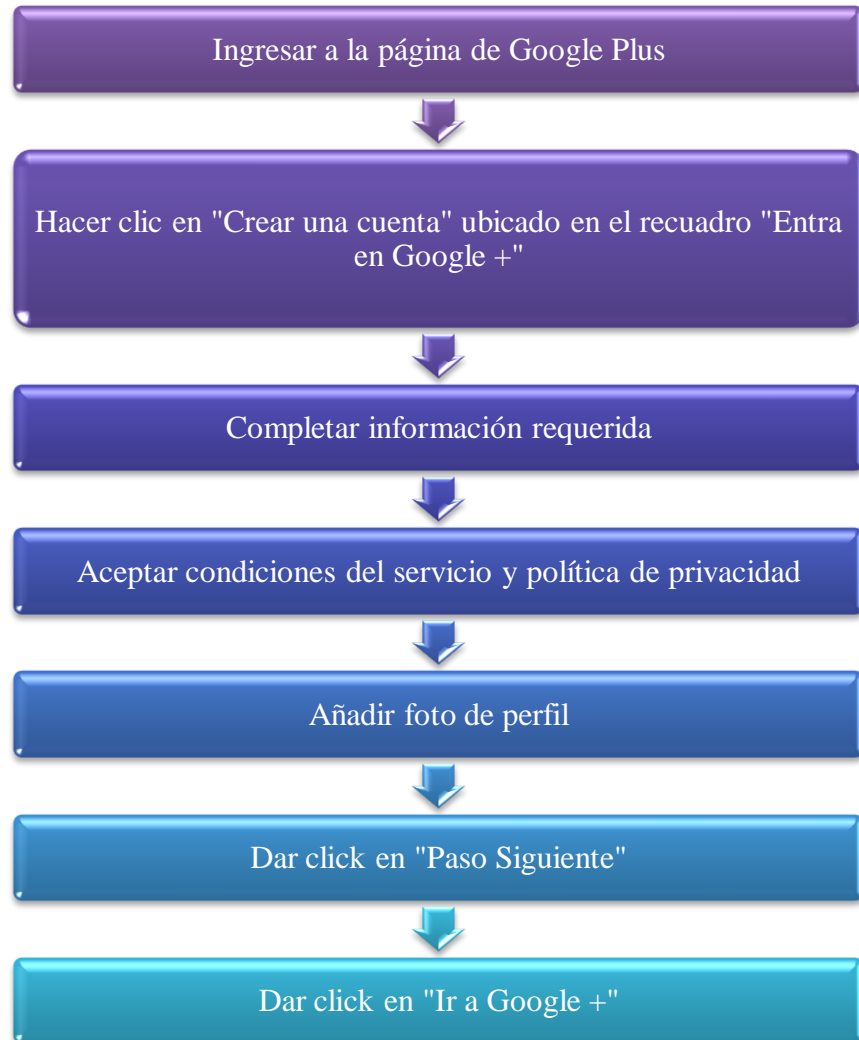 Ingresar a la página de Google Plus
Hacer clic en "Crear una cuenta" ubicado en el recuadro "Entra
en Google +"
Completar información requerida
Aceptar condiciones del servicio y política de privacidad
Añadir foto de perfil
Dar click en "Paso Siguiente"
Dar click en "Ir a Google +"